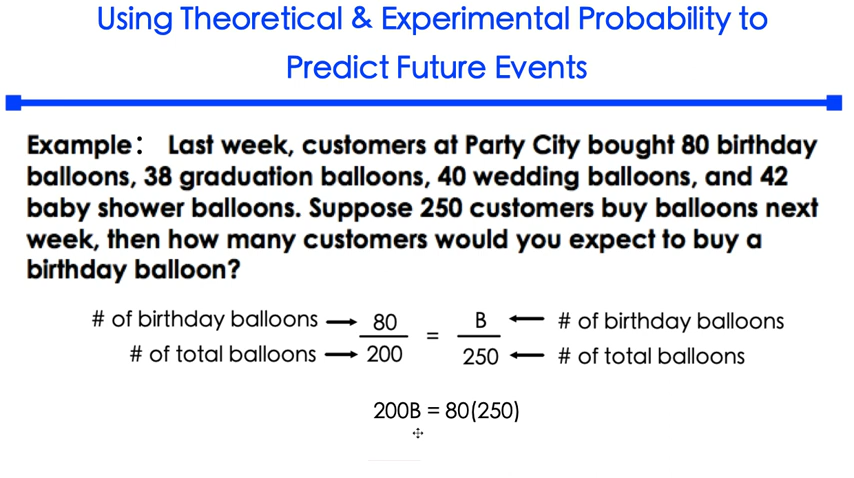 Using Theoretical & Experimental Probability to
Predict Future Events
Example： Last week, customers at Party City bought 80 birthday
balloons, 38 graduation balloons, 40 wedding balloons, and 42
baby shower balloons. Suppose 250 customers buy balloons next
week, then how many customers would you expect to buy a
birthday balloon?
# of birthday balloons → 80 = B ← # of birthday balloons
# of total balloons → 200 250 ← # of total balloons
200B = 80(250)